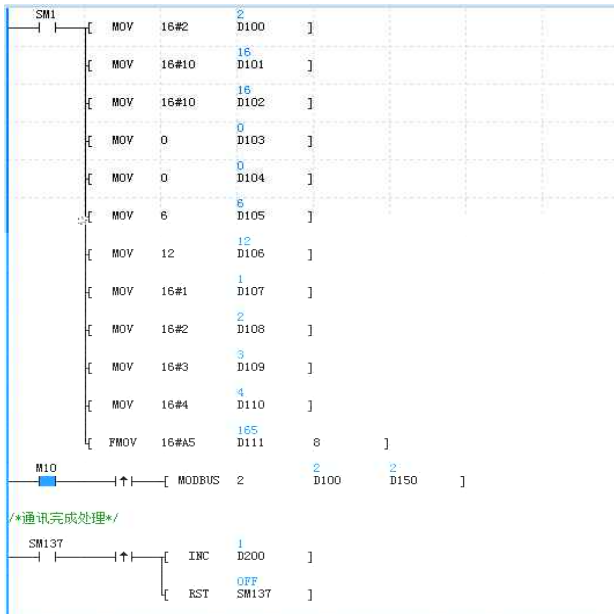 SM1 2
[ MOV 16#2 D100 ]
16
[ MOV 16#10 D101 ]
16
[ MOV 16#10 D102 ]
0
[ MOV 0 D103 ]
0
[ MOV 0 D104 ]
6
[ MOV 6 D105 ]
12
[ MOV 12 D106 ]
1
[ MOV 16#1 D107 ]
2
[ MOV 16#2 D108 ]
3
[ MOV 16#3 D109 ]
4
[ MOV 16#4 D110 ]
165
[ FMOV 16#A5 D111 8 ]
M10 2 2
[ MODBUS 2 D100 D150 ]
/*通讯完成处理*/
SM137 1
[ INC D200 ]
OFF
[ RST SM137 ]